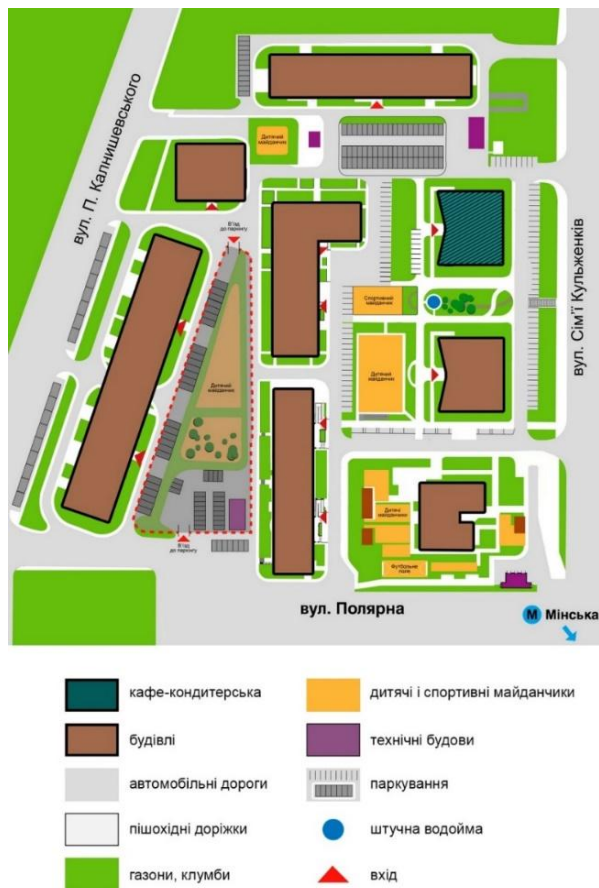 вул. П. Калнишевського
Дитячий
майданчик
В'їзд
до паркінгу
Спортивний
майданчик
Дитячий
майданчик
Дитячий
майданчик
вул. Сім'ї Кульженків
Дитячі
майданчики
Футбольне
поле
В'їзд
до паркінгу
вул. Полярна
М Мінська
кафе-кондитерська
дитячі і спортивні майданчики
будівлі
технічні будови
автомобільні дороги
паркування
пішохідні доріжки
штучна водойма
газони, клумби
вхід